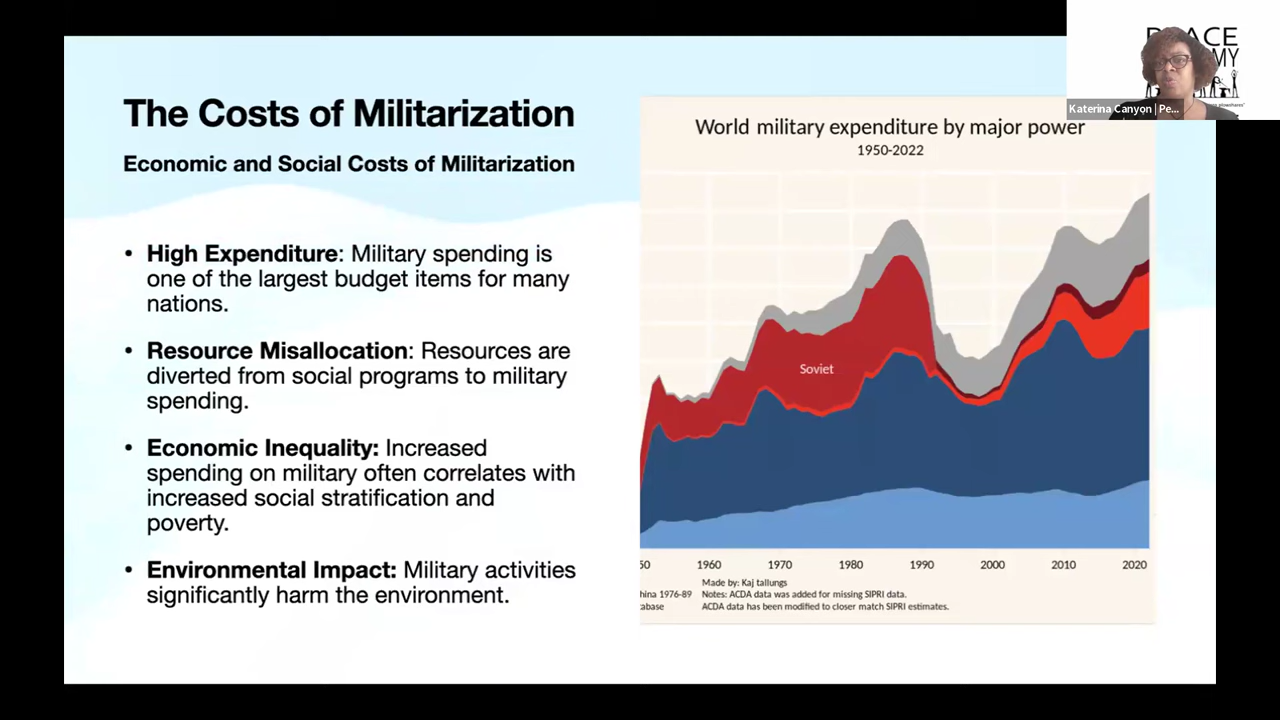 The Costs of Militarization
Economic and Social Costs of Militarization
• High Expenditure: Military spending is
one of the largest budget items for many
nations.
• Resource Misallocation: Resources are
diverted from social programs to military
spending.
• Economic Inequality: Increased
spending on military often correlates with
increased social stratification and
poverty.
• Environmental Impact: Military activities
significantly harm the environment.
World military expenditure by major power
1950-2022
Soviet
50 1960 1970 1980 1990 2000 2010 2020
Made by: Kaj tallungs
hina 1976-89 Notes: ACDA data was added for missing SIPRI data.
tabase ACDA data has been modified to closer match SIPRI estimates.
Katerina Canyon | Pe...